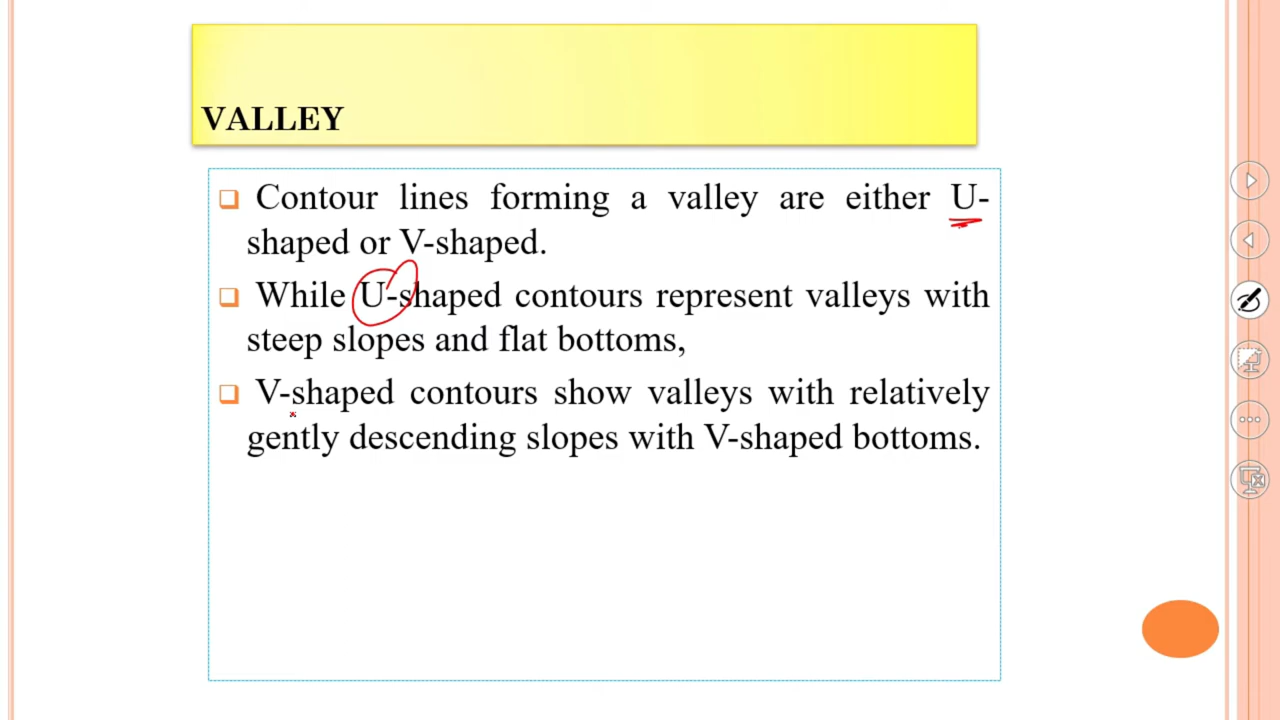 VALLEY
Contour lines forming a valley are either U-
shaped or V-shaped.
While U-shaped contours represent valleys with
steep slopes and flat bottoms,
V-shaped contours show valleys with relatively
gently descending slopes with V-shaped bottoms.